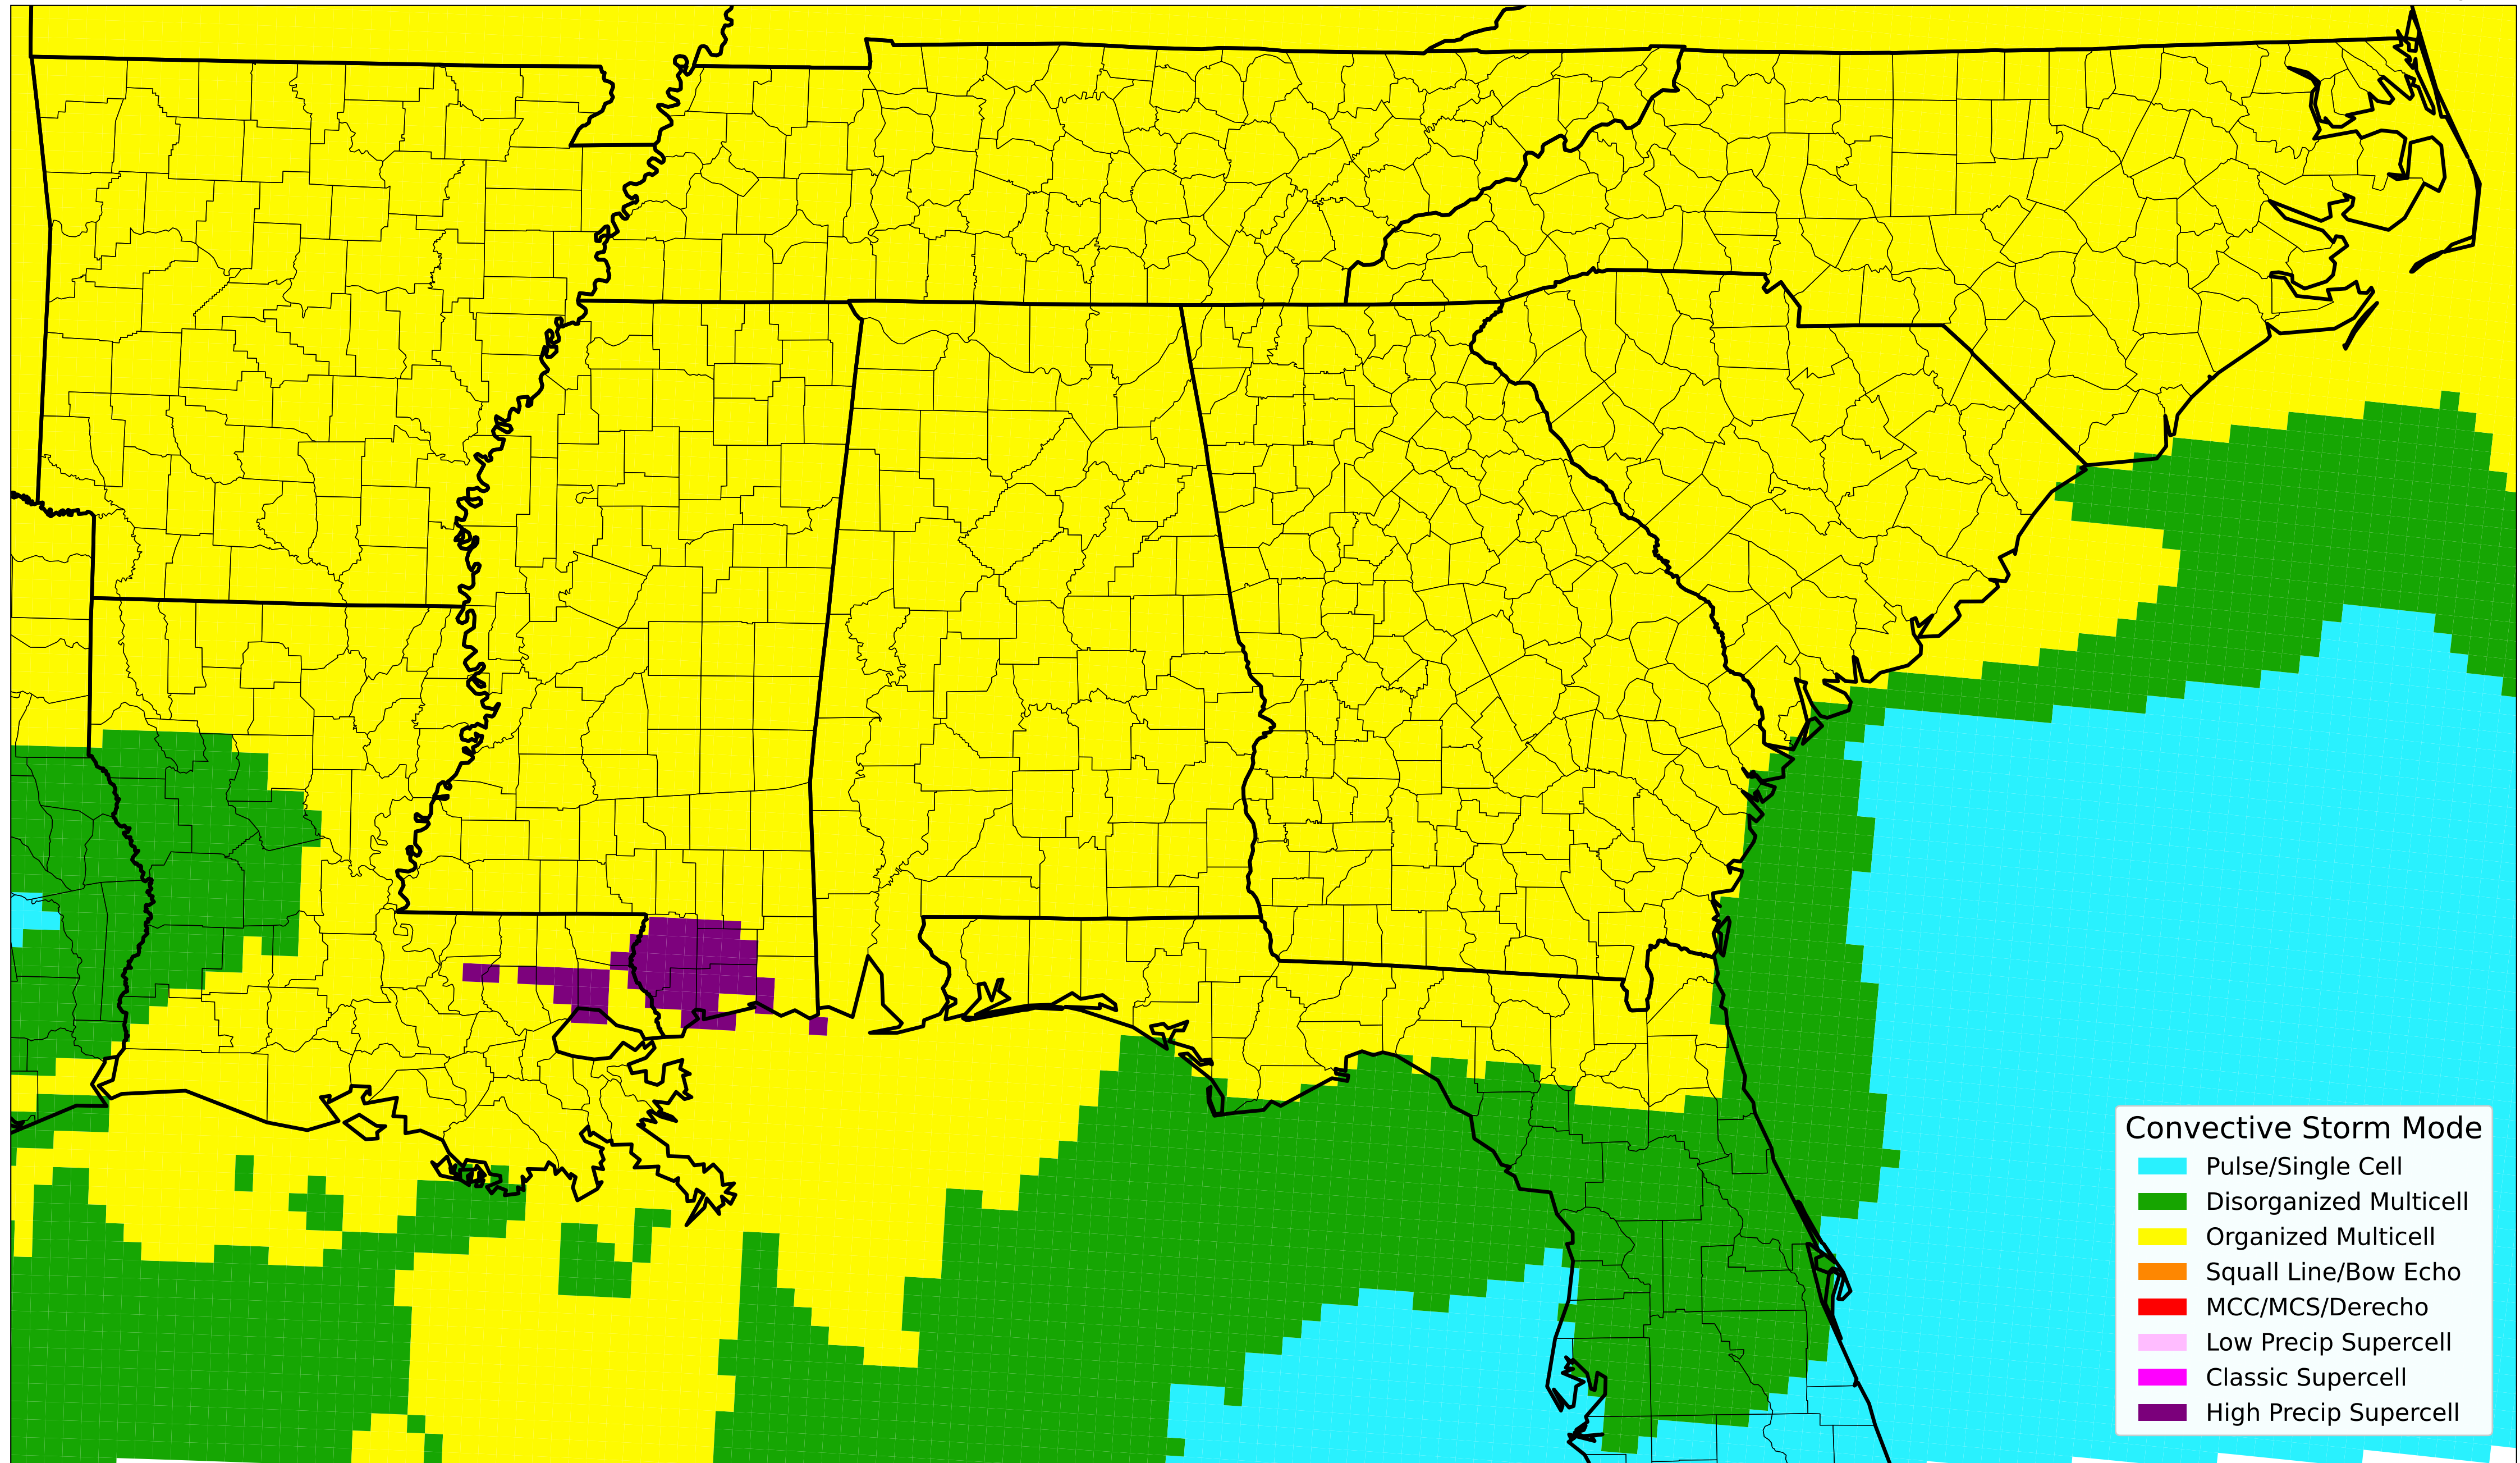 Convective Storm Mode
Pulse/Single Cell
Disorganized Multicell
Organized Multicell
Squall Line/Bow Echo
MCC/MCS/Derecho
Low Precip Supercell
Classic Supercell
High Precip Supercell